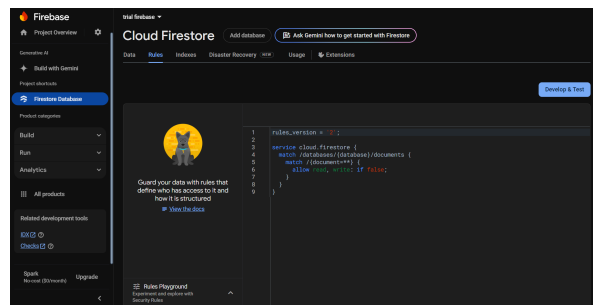 Firebase
trial firebase
Project Overview
Cloud Firestore
Add database
Ask Gemini how to get started with Firestore
Generative AI
Data Rules Indexes Disaster Recovery NEW Usage Extensions
Build with Gemini
Project shortcuts
Firestore Database
Develop & Test
Product categories
Build
Run
Analytics
All products
Related development tools
IDX
Checks
Spark
No-cost ($0/month)
Upgrade
Guard your data with rules that
define who has access to it and
how it is structured
View the docs
Rules Playground
Experiment and explore with
Security Rules
1 rules_version = '2';
2
3 service cloud.firestore {
4 match /databases/{database}/documents {
5 match /{document=**} {
6 allow read, write: if false;
7 }
8 }
9 }